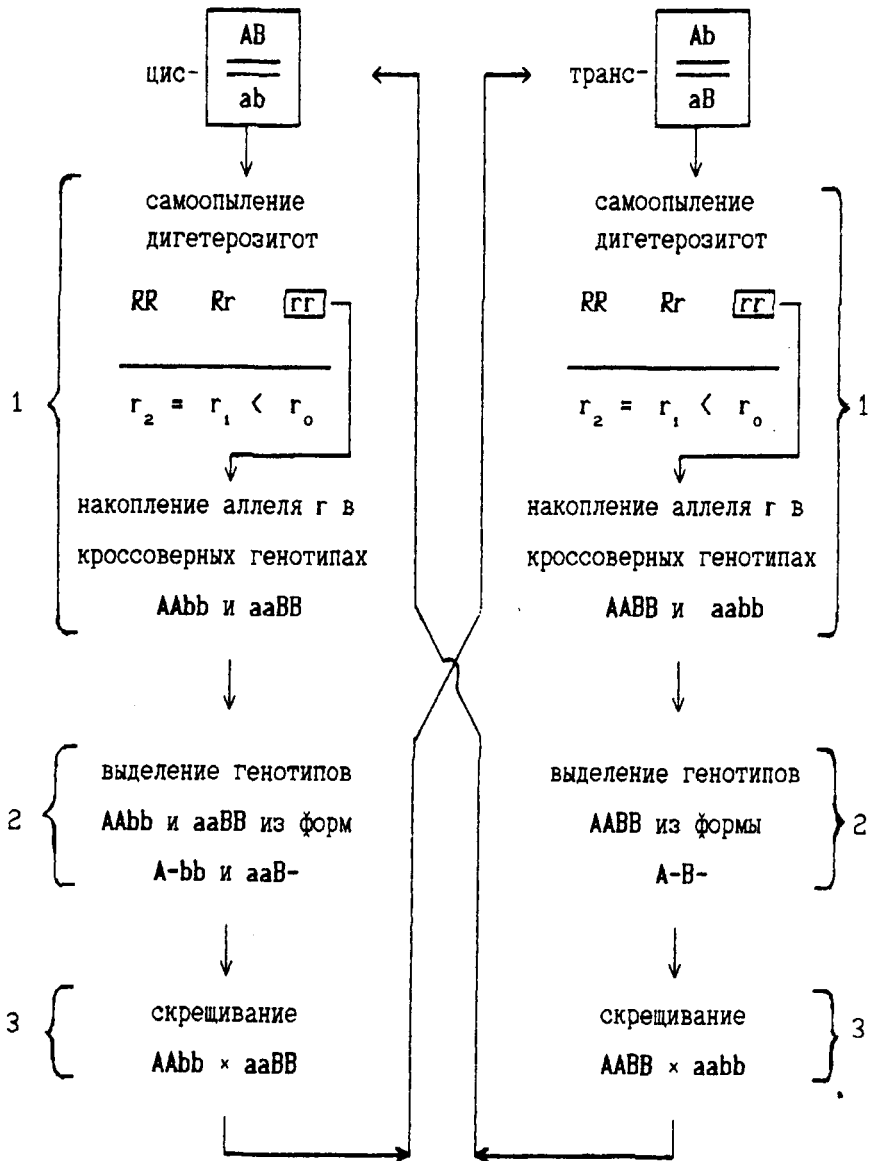 цис-
AB
ab
самоопыление
дигетерозигот
RR Rr rr
r₂ = r₁ < r₀
1
накопление аллеля r в
кроссоверных генотипах
AAbb и aaBB
2
выделение генотипов
AAbb и aaBB из форм
A-bb и aaB-
3
скрещивание
AAbb × aaBB
транс-
Ab
aB
самоопыление
дигетерозигот
RR Rr rr
r₂ = r₁ < r₀
1
накопление аллеля r в
кроссоверных генотипах
AABB и aabb
выделение генотипов
2
AABB из формы
A-B-
скрещивание
3
AABB × aabb